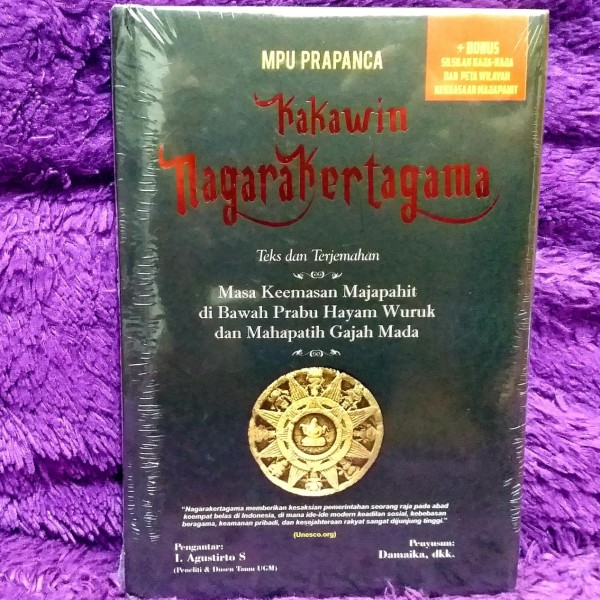 MPU PRAPANCA
+ BONUS
SILSILAH RAJA-RAJA
DAN PETA WILAYAH
KEKUASAAN MAJAPAHIT
Kakawin
Nagarakertagama
Teks dan Terjemahan
Masa Keemasan Majapahit
di Bawah Prabu Hayam Wuruk
dan Mahapatih Gajah Mada
"Nagarakertagama memberikan kesaksian pemerintahan seorang raja pada abad
keempat belas di Indonesia, di mana ide-ide modern keadilan sosial, kebebasan
beragama, keamanan pribadi, dan kesejahteraan rakyat sangat dijunjung tinggi."
(Unesco.org)
Pengantar:
I. Agustirto S
(Peneliti & Dosen Tamu UGM)
Penyusun:
Damaika, dkk.